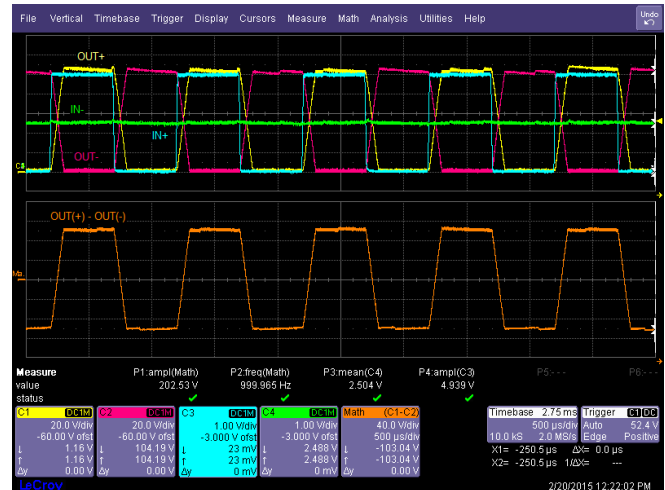 File Vertical Timebase Trigger Display Cursors Measure Math Analysis Utilities Help Undo
OUT+
IN-
IN+
OUT-
C3
OUT(+) - OUT(-)
Measure P1:ampl(Math) P2:freq(Math) P3:mean(C4) P4:ampl(C3) P5:--- P6:---
value 202.53 V 999.965 Hz 2.504 V 4.939 V
status ✓ ✓ ✓ ✓
C1 DC1M C2 DC1M C3 DC1M C4 DC1M Math (C1-C2) Timebase 2.75 ms Trigger C1 DC
20.0 V/div 20.0 V/div 1.00 V/div 1.00 V/div 40.0 V/div 500 µs/div Auto 52.4 V
-60.00 V ofst -60.00 V ofst -3.000 V ofst -3.000 V ofst 500 µs/div 10.0 kS 2.0 MS/s Edge Positive
↓ 1.16 V ↓ 104.19 V ↓ 23 mV ↓ 2.488 V ↓ -103.04 V X1= -250.5 µs ΔX= 0.0 µs
↑ 1.16 V ↑ 104.19 V ↑ 23 mV ↑ 2.488 V ↑ -103.04 V X2= -250.5 µs 1/ΔX= ---
Δy 0.00 V Δy 0.00 V Δy 0 mV Δy 0 mV Δy 0.00 V
LeCroy 2/20/2015 12:22:02 PM